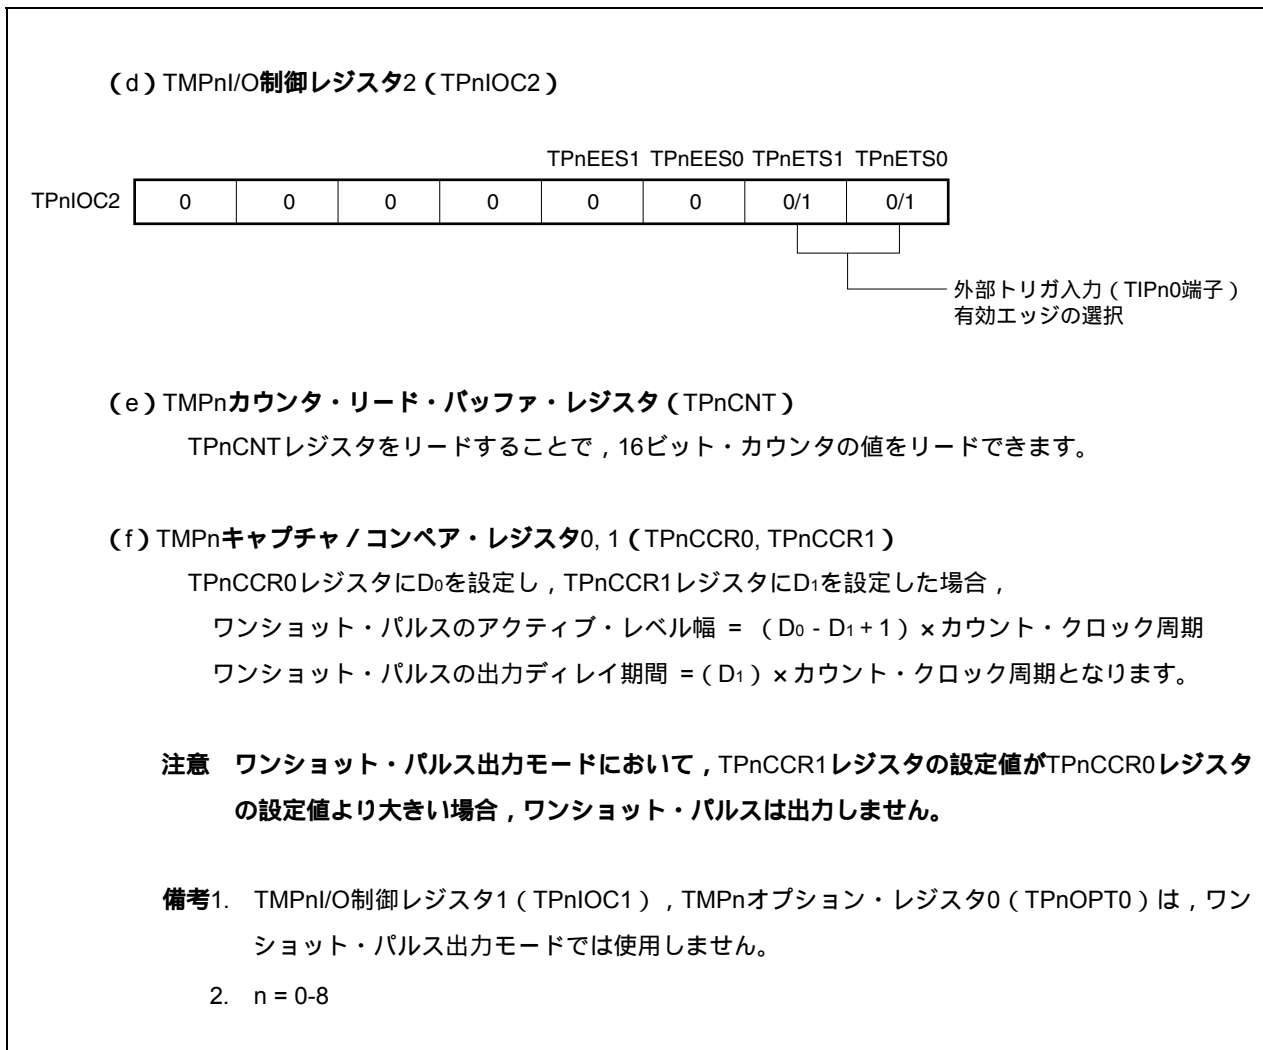 (d)TMPnI/O制御レジスタ2(TPnIOC2)
TPnEES1 TPnEES0 TPnETS1 TPnETS0
TPnIOC2 0 0 0 0 0 0 0/1 0/1
外部トリガ入力(TIPn0端子)
有効エッジの選択
(e)TMPnカウンタ・リード・バッファ・レジスタ(TPnCNT)
TPnCNTレジスタをリードすることで,16ビット・カウンタの値をリードできます。
(f)TMPnキャプチャ/コンペア・レジスタ0, 1(TPnCCR0, TPnCCR1)
TPnCCR0レジスタにD0を設定し,TPnCCR1レジスタにD1を設定した場合,
ワンショット・パルスのアクティブ・レベル幅 = (D0 - D1 + 1)×カウント・クロック周期
ワンショット・パルスの出力ディレイ期間 =(D1)×カウント・クロック周期となります。
注意 ワンショット・パルス出力モードにおいて,TPnCCR1レジスタの設定値がTPnCCR0レジスタ
の設定値より大きい場合,ワンショット・パルスは出力しません。
備考1. TMPnI/O制御レジスタ1(TPnIOC1),TMPnオプション・レジスタ0(TPnOPT0)は,ワン
ショット・パルス出力モードでは使用しません。
2. n = 0-8